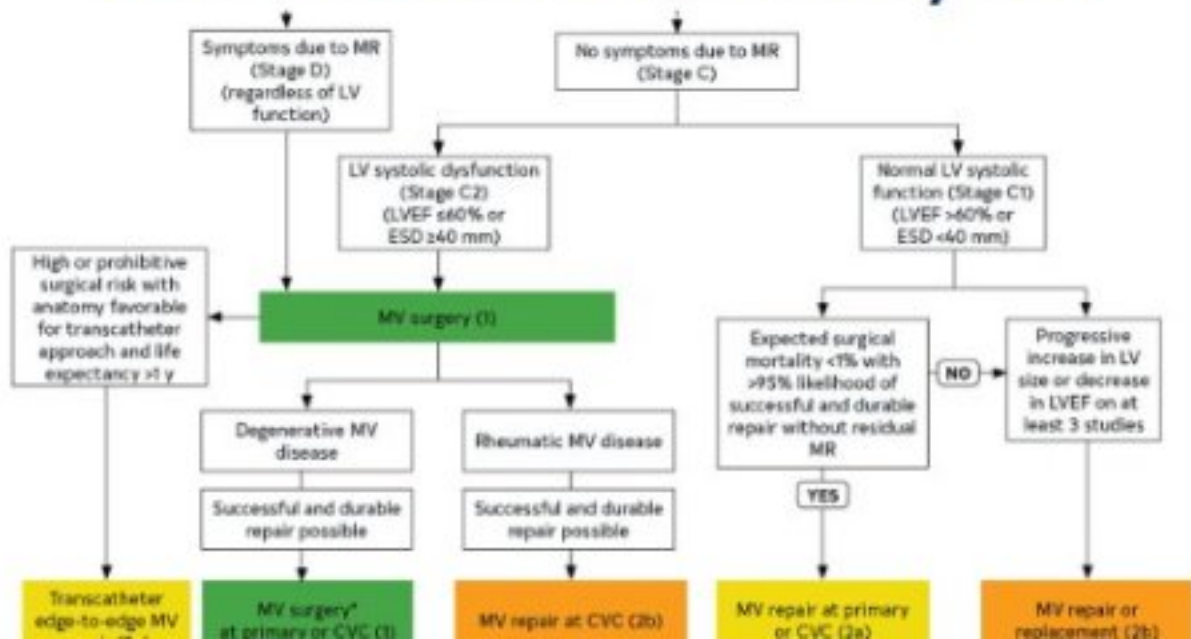 Symptoms due to MR
(Stage D)
(regardless of LV
function)
No symptoms due to MR
(Stage C)
LV systolic dysfunction
(Stage C2)
(LVEF ≤60% or
ESD ≥40 mm)
Normal LV systolic
function (Stage C1)
(LVEF >60% or
ESD <40 mm)
High or prohibitive
surgical risk with
anatomy favorable
for transcatheter
approach and life
expectancy >1 y
MV surgery (1)
Expected surgical
mortality <1% with
>95% likelihood of
successful and durable
repair without residual
MR
NO
Progressive
increase in LV
size or decrease
in LVEF on at
least 3 studies
Degenerative MV
disease
Rheumatic MV disease
YES
Successful and durable
repair possible
Successful and durable
repair possible
Transcatheter
edge-to-edge MV
MV surgery*
at primary or CVC (1)
MV repair at CVC (2b)
MV repair at primary
or CVC (2a)
MV repair or
replacement (2b)